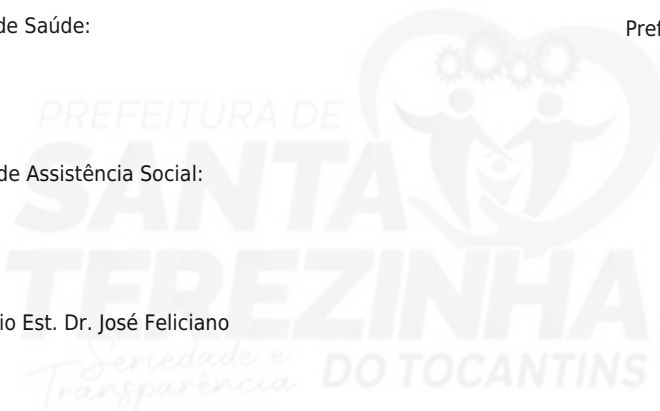 de Saúde:
Pref
PREFEITURA DE
de Assistência Social:
SANTA
TEREZINHA
io Est. Dr. José Feliciano
Seriedade e
Transparência
DO TOCANTINS